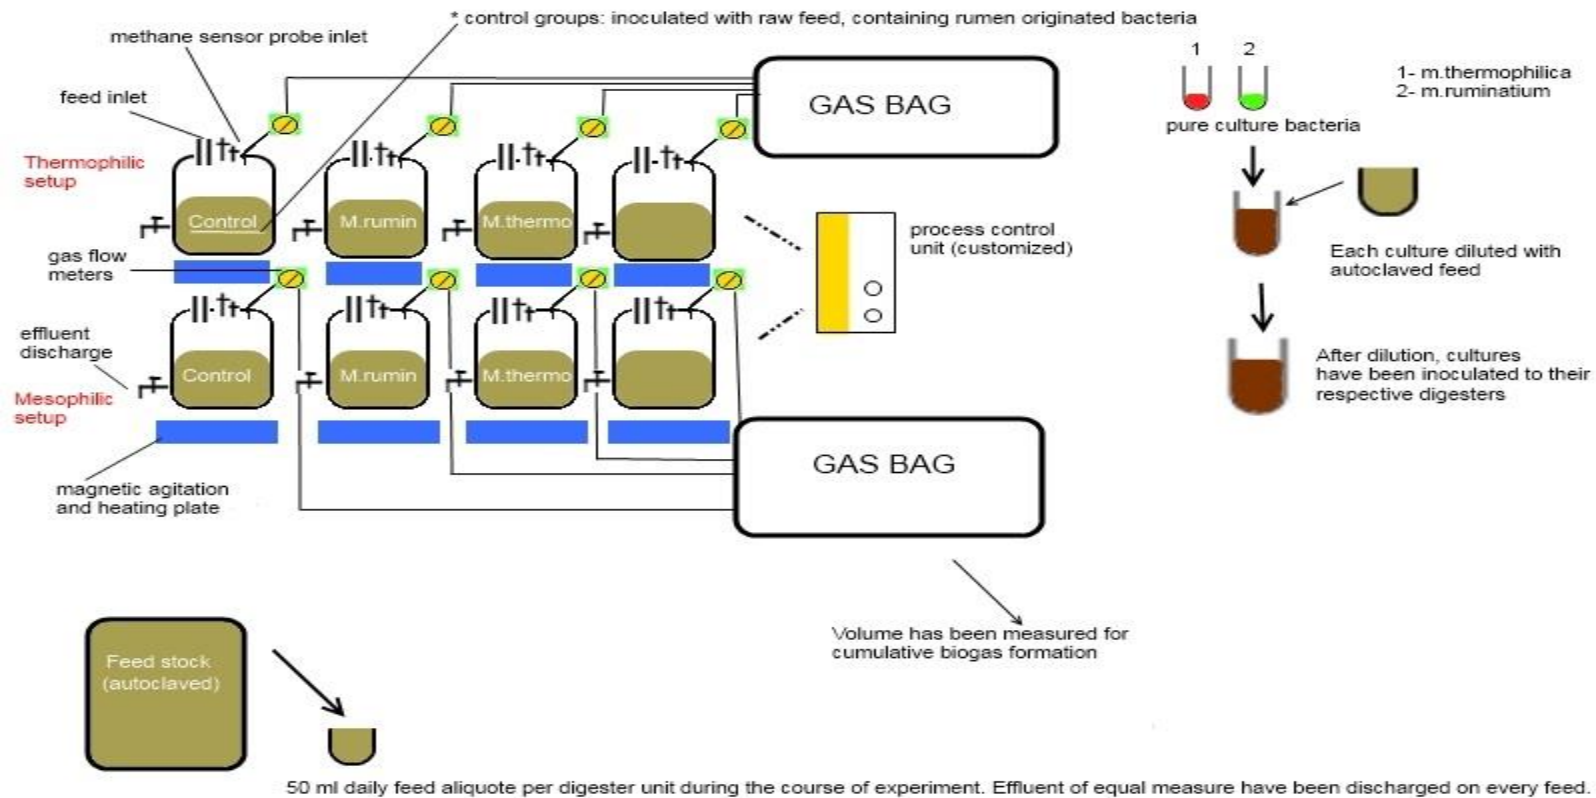 * control groups: inoculated with raw feed, containing rumen originated bacteria
methane sensor probe inlet
feed inlet
GAS BAG
1 2
1- m.thermophilica
2- m.ruminatium
pure culture bacteria
Thermophilic
setup
Control
M.rumin
M.thermo
process control
unit (customized)
Each culture diluted with
autoclaved feed
gas flow
meters
effluent
discharge
Control
M.rumin
M.thermo
After dilution, cultures
have been inoculated to their
respective digesters
Mesophilic
setup
GAS BAG
magnetic agitation
and heating plate
Volume has been measured for
cumulative biogas formation
Feed stock
(autoclaved)
50 ml daily feed aliquote per digester unit during the course of experiment. Effluent of equal measure have been discharged on every feed.